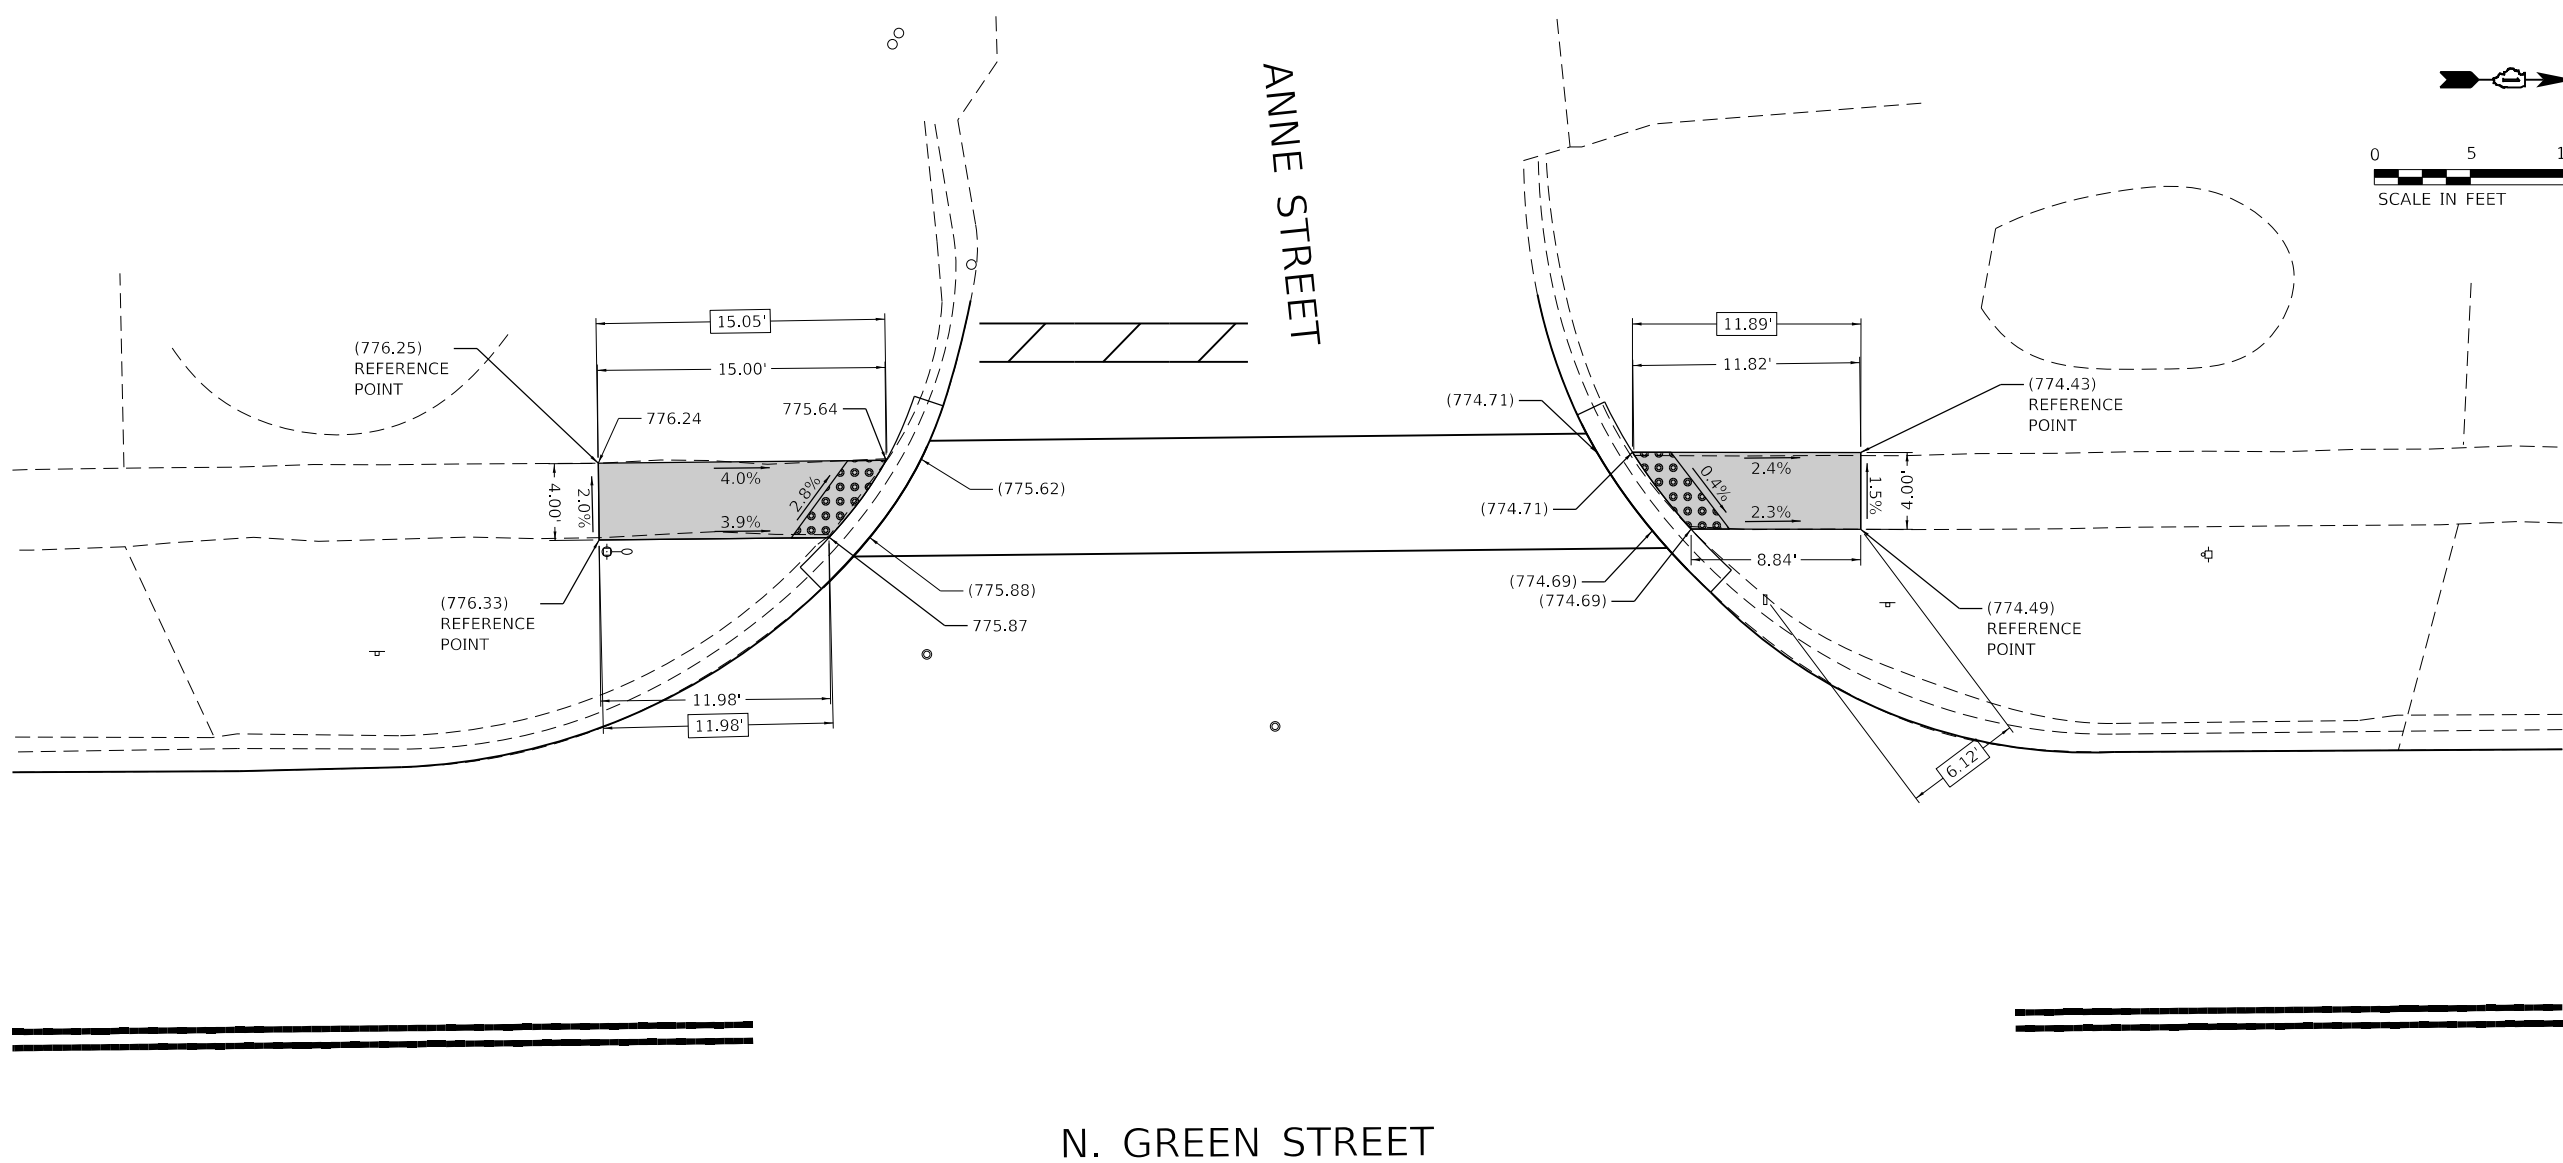 ANNE STREET
0 5 1
SCALE IN FEET
15.05'
15.00'
(776.25)
REFERENCE
POINT
776.24
775.64
4.0%
3.9%
2.8%
4.00'
2.0%
(775.62)
(776.33)
REFERENCE
POINT
(775.88)
775.87
11.98'
11.98'
11.89'
11.82'
(774.71)
(774.43)
REFERENCE
POINT
2.4%
0.4%
2.3%
1.5%
4.00'
(774.71)
8.84'
(774.69)
(774.69)
(774.49)
REFERENCE
POINT
6.12'
N. GREEN STREET